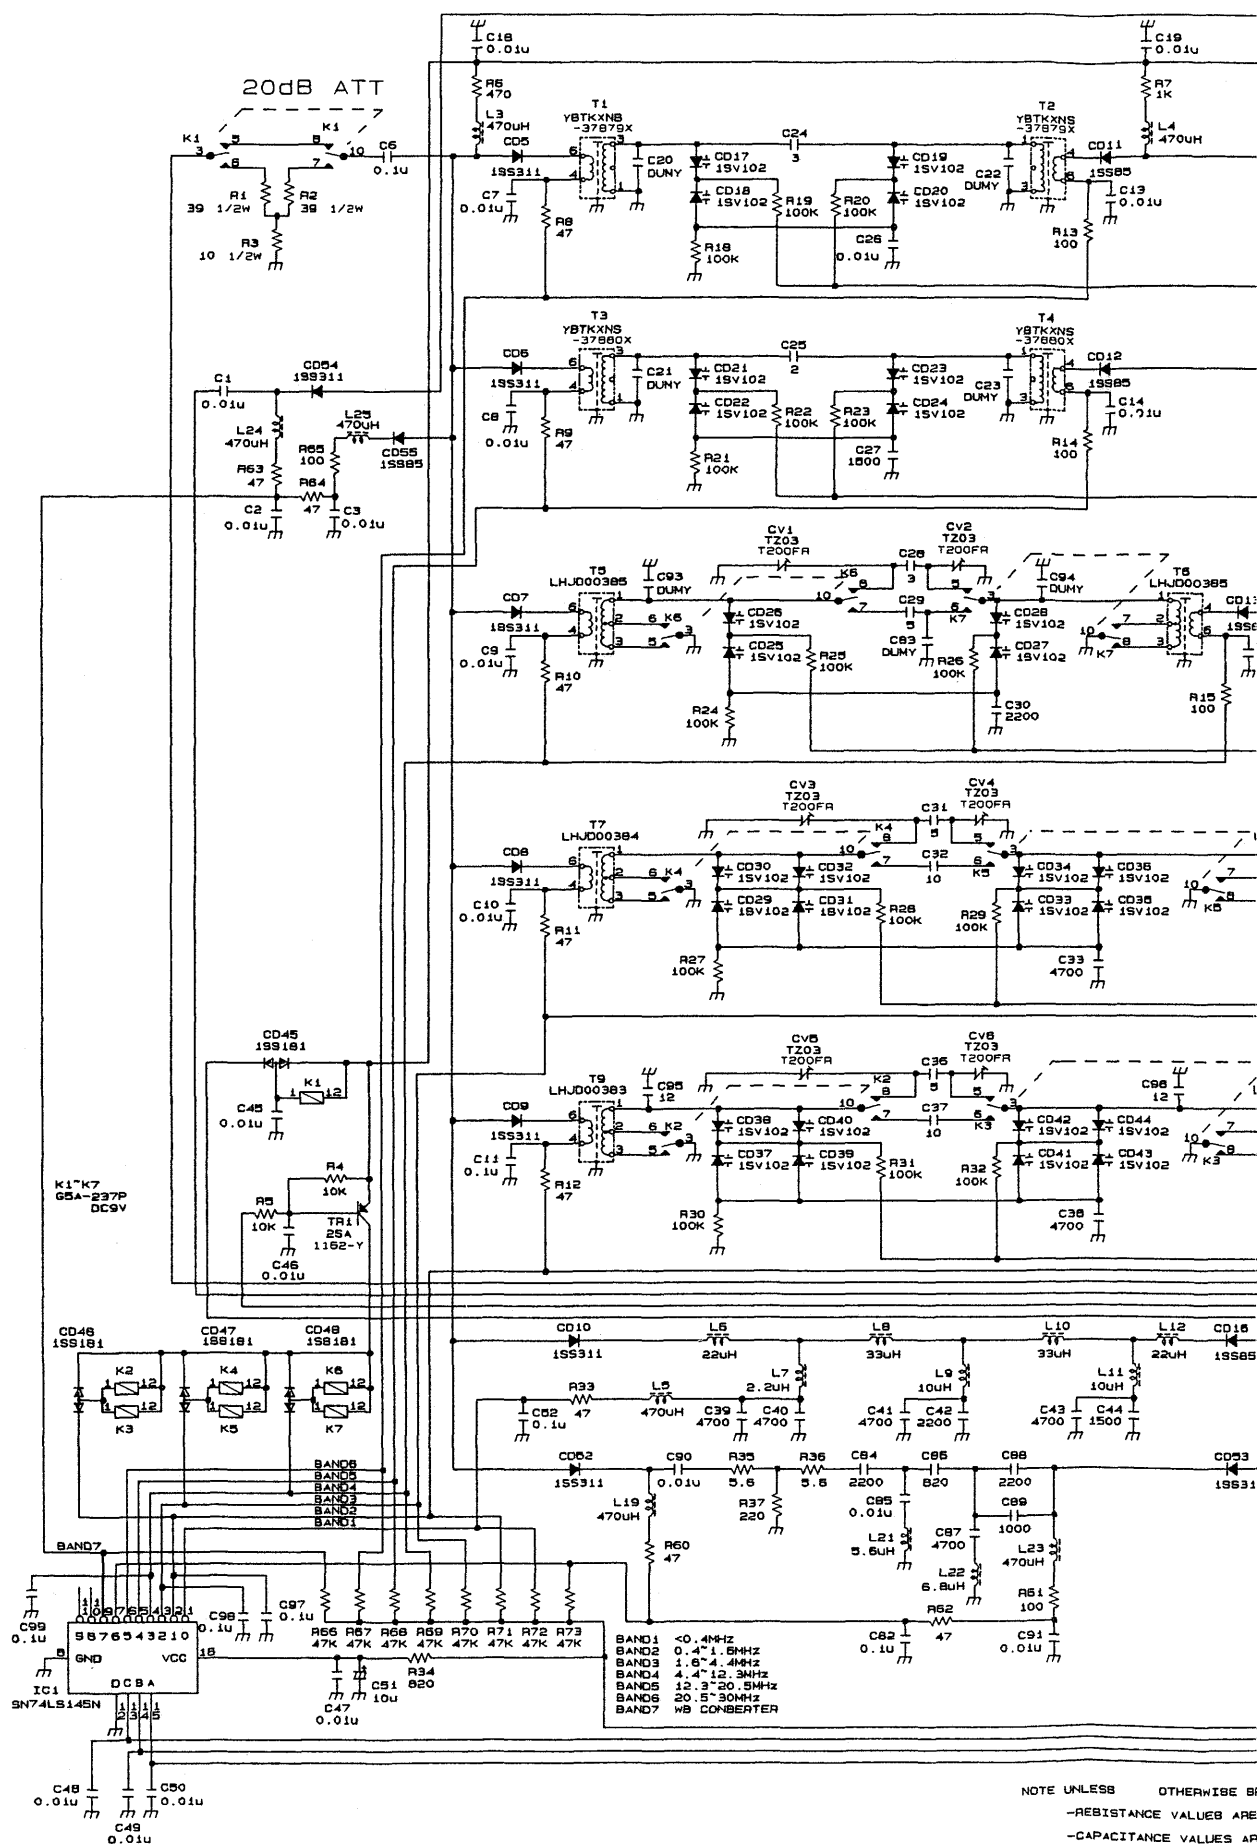 20dB ATT
C18
0.01u
R6
470
L3
470uH
C19
0.01u
R7
1K
L4
470uH
K1
3
5
6
8
7
K1
10
C6
0.1u
R1
39 1/2W
R2
39 1/2W
R3
10 1/2W
CD5
1SS311
C7
0.01u
R8
47
T1
YBTKXNB
-37879X
C20
DUMY
CD17
1SV102
CD18
1SV102
C24
3
R18
100K
R19
100K
R20
100K
CD19
1SV102
CD20
1SV102
C26
0.01u
C22
DUMY
T2
YBTKXNS
-37879X
CD11
1SS85
C13
0.01u
R13
100
C1
0.01u
CD54
1SS311
L24
470uH
R63
47
C2
0.01u
R64
47
R65
100
L25
470uH
CD55
1SS85
C3
0.01u
CD6
1SS311
C8
0.01u
R9
47
T3
YBTKXNS
-37880X
C21
DUMY
CD21
1SV102
CD22
1SV102
C25
2
R21
100K
R22
100K
R23
100K
CD23
1SV102
CD24
1SV102
C27
1500
C23
DUMY
T4
YBTKXNS
-37880X
CD12
1SS85
C14
0.01u
R14
100
CD7
1SS311
C9
0.01u
R10
47
T5
LHJD00385
C93
DUMY
K6
CV1
TZ03
T200FR
CD26
1SV102
CD25
1SV102
R24
100K
R25
100K
K6
C28
3
C29
5
C83
DUMY
CV2
TZ03
T200FR
K7
R26
100K
CD28
1SV102
CD27
1SV102
C30
2200
C94
DUMY
K7
T6
LHJD00385
CD13
R15
100
CD8
1SS311
C10
0.01u
R11
47
T7
LHJD00384
K4
CV3
TZ03
T200FR
CD30
1SV102
CD29
1SV102
CD32
1SV102
CD31
1SV102
R27
100K
R28
100K
K4
C31
5
C32
10
CV4
TZ03
T200FR
K5
R29
100K
CD34
1SV102
CD33
1SV102
CD36
1SV102
CD35
1SV102
C33
4700
K5
CD45
1SS181
K1
1
12
C45
0.01u
R4
10K
R5
10K
TR1
2SA
1162-Y
C46
0.01u
K1~K7
G5A-237P
DC9V
CD9
1SS311
C11
0.1u
R12
47
T9
LHJD00383
C95
12
K2
CV5
TZ03
T200FR
CD38
1SV102
CD37
1SV102
CD40
1SV102
CD39
1SV102
R30
100K
R31
100K
K2
C36
5
C37
10
CV6
TZ03
T200FR
K3
R32
100K
CD42
1SV102
CD41
1SV102
CD44
1SV102
CD43
1SV102
C38
4700
C96
12
K3
CD46
1SS181
K2
K3
CD47
1SS181
K4
K5
CD48
1SS181
K6
K7
CD10
1SS311
L6
22uH
L7
2.2uH
L8
33uH
L9
10uH
L10
33uH
L11
10uH
L12
22uH
CD16
1SS85
C52
0.1u
R33
47
L5
470uH
C39
4700
C40
4700
C41
4700
C42
2200
C43
4700
C44
1500
CD52
1SS311
C90
0.01u
R35
5.6
R36
5.6
R37
220
C84
2200
C85
0.01u
L21
5.6uH
C86
820
C87
4700
L22
6.8uH
C88
2200
C89
1000
L23
470uH
R61
100
CD53
1SS31
L19
470uH
R60
47
R62
47
C82
0.1u
C91
0.01u
BAND6
BAND5
BAND4
BAND3
BAND2
BAND1
BAND7
R66
47K
R67
47K
R68
47K
R69
47K
R70
47K
R71
47K
R72
47K
R73
47K
C99
0.1u
C98
0.1u
C97
0.1u
9876543210
8
GND
VCC
16
DCBA
IC1
SN74LS145N
R34
820
C47
0.01u
C51
10u
BAND1 <0.4MHz
BAND2 0.4~1.6MHz
BAND3 1.6~4.4MHz
BAND4 4.4~12.3MHz
BAND5 12.3~20.5MHz
BAND6 20.5~30MHz
BAND7 WB CONBERTER
C48
0.01u
C49
0.01u
C50
0.01u
NOTE UNLESS OTHERWISE
-RESISTANCE VALUES ARE
-CAPACITANCE VALUES